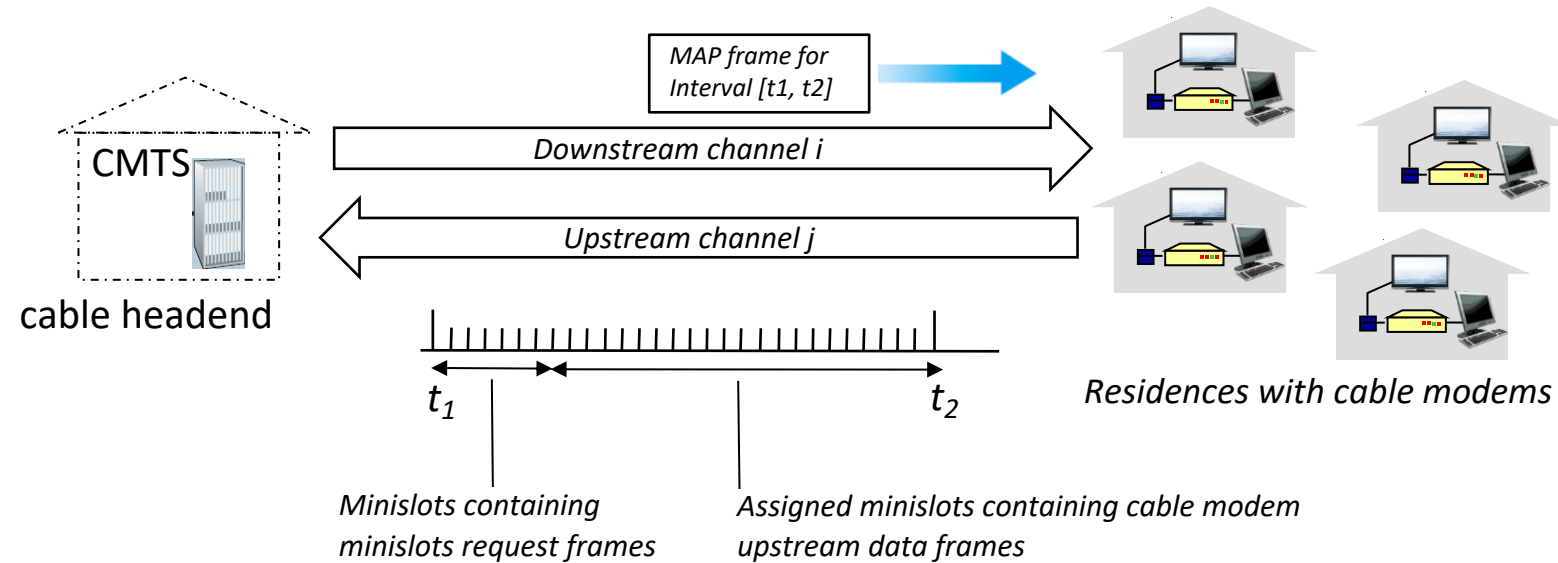 MAP frame for
Interval [t1, t2]
CMTS
Downstream channel i
Upstream channel j
cable headend
t1
t2
Residences with cable modems
Minislots containing
minislots request frames
Assigned minislots containing cable modem
upstream data frames